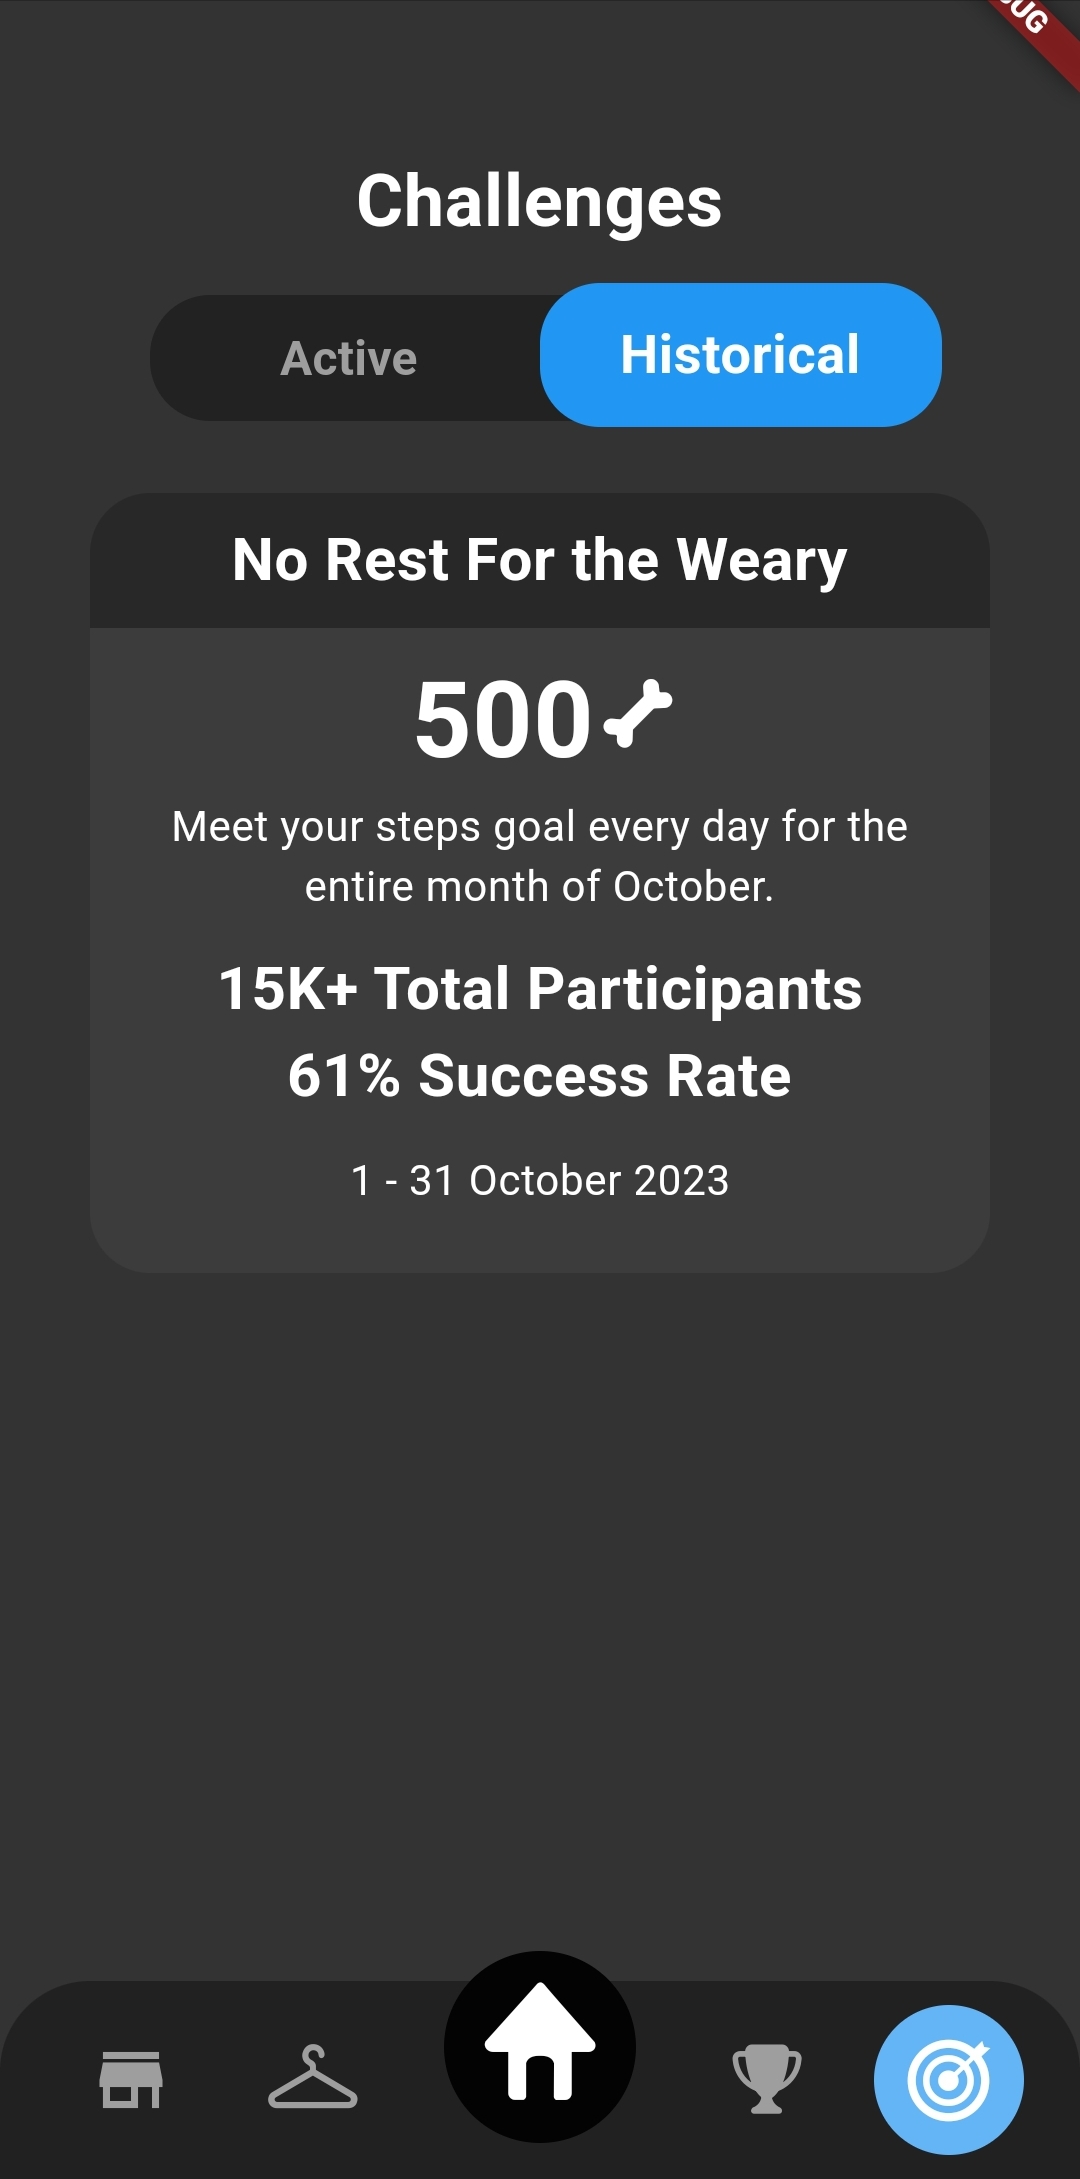 Challenges
Active
Historical
No Rest For the Weary
500
Meet your steps goal every day for the
entire month of October.
15K+ Total Participants
61% Success Rate
1 - 31 October 2023